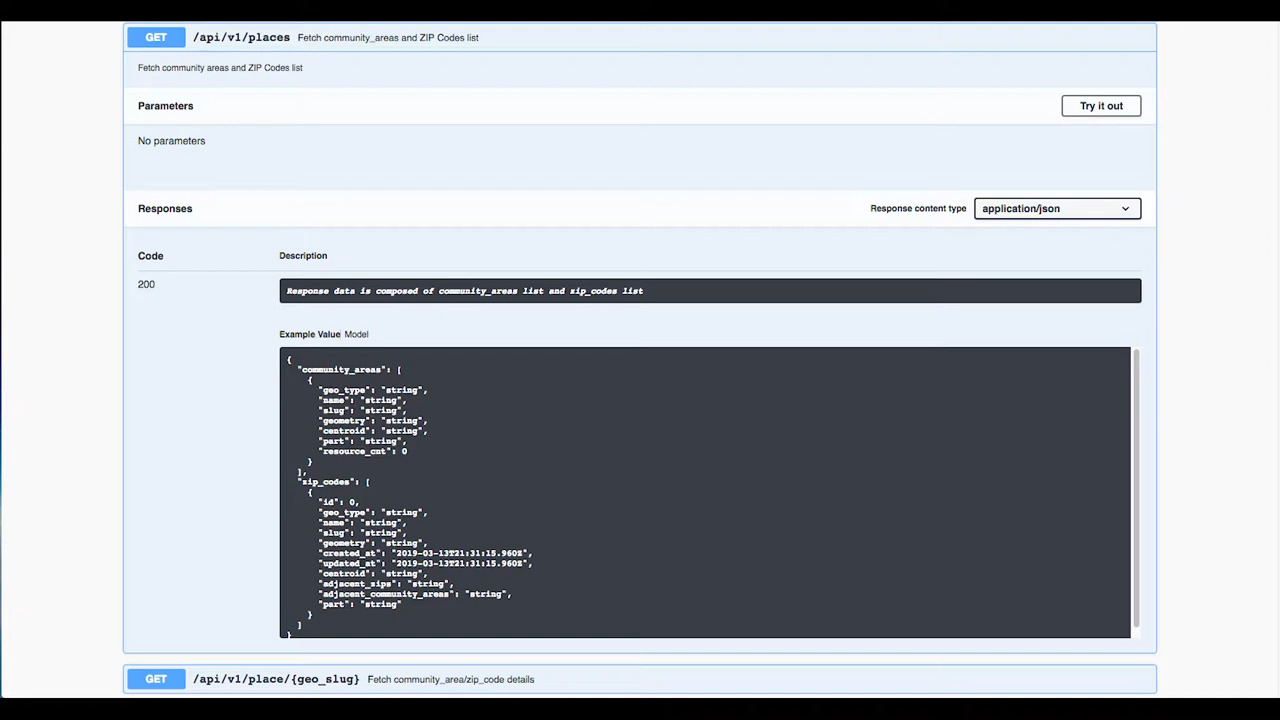 GET /api/v1/places Fetch community_areas and ZIP Codes list
Fetch community areas and ZIP Codes list
Parameters
Try it out
No parameters
Responses
Response content type
application/json
Code
Description
200
Response data is composed of community_areas list and zip_codes list
Example Value Model
{
"community_areas": [
{
"geo_type": "string",
"name": "string",
"slug": "string",
"geometry": "string",
"centroid": "string",
"part": "string",
"resource_cnt": 0
}
],
"zip_codes": [
{
"id": 0,
"geo_type": "string",
"name": "string",
"slug": "string",
"geometry": "string",
"created_at": "2019-03-13T21:31:15.960Z",
"updated_at": "2019-03-13T21:31:15.960Z",
"centroid": "string",
"adjacent_zips": "string",
"adjacent_community_areas": "string",
"part": "string"
}
]
}
GET /api/v1/place/{geo_slug} Fetch community_area/zip_code details